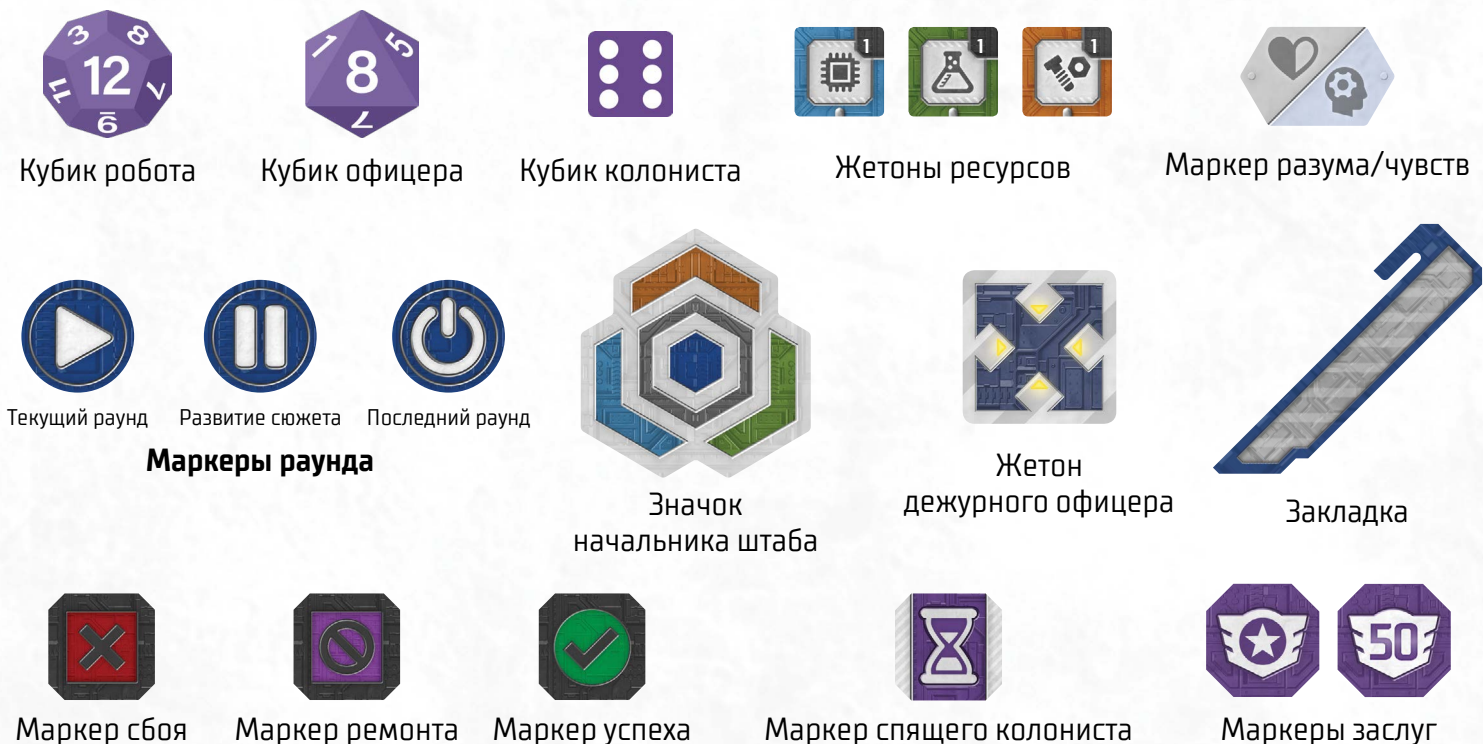 3 8
12
11 7
9
1 5
8
7
1 1 1
Кубик робота Кубик офицера Кубик колониста Жетоны ресурсов Маркер разума/чувств
Текущий раунд Развитие сюжета Последний раунд
Маркеры раунда
Значок
начальника штаба
Жетон
дежурного офицера
Закладка
50
Маркер сбоя Маркер ремонта Маркер успеха Маркер спящего колониста Маркеры заслуг